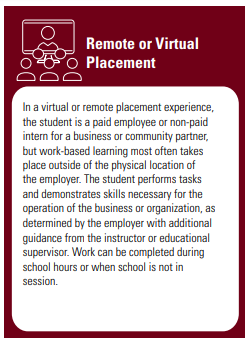 Remote or Virtual
Placement
In a virtual or remote placement experience,
the student is a paid employee or non-paid
intern for a business or community partner,
but work-based learning most often takes
place outside of the physical location of
the employer. The student performs tasks
and demonstrates skills necessary for the
operation of the business or organization, as
determined by the employer with additional
guidance from the instructor or educational
supervisor. Work can be completed during
school hours or when school is not in
session.